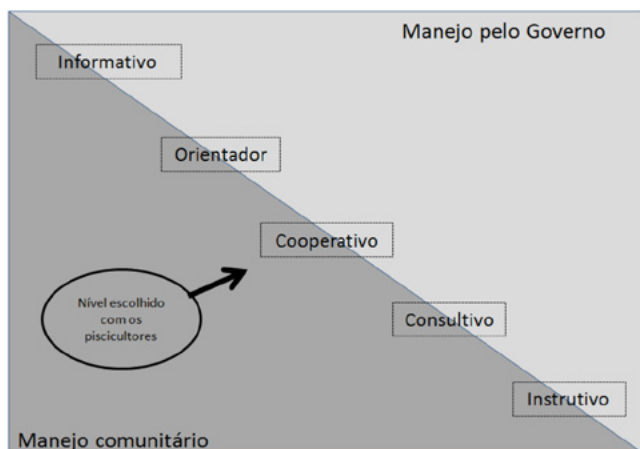 Manejo pelo Governo
Informativo
Orientador
Cooperativo
Nível escolhido
com os
piscicultores
Consultivo
Instrutivo
Manejo comunitário